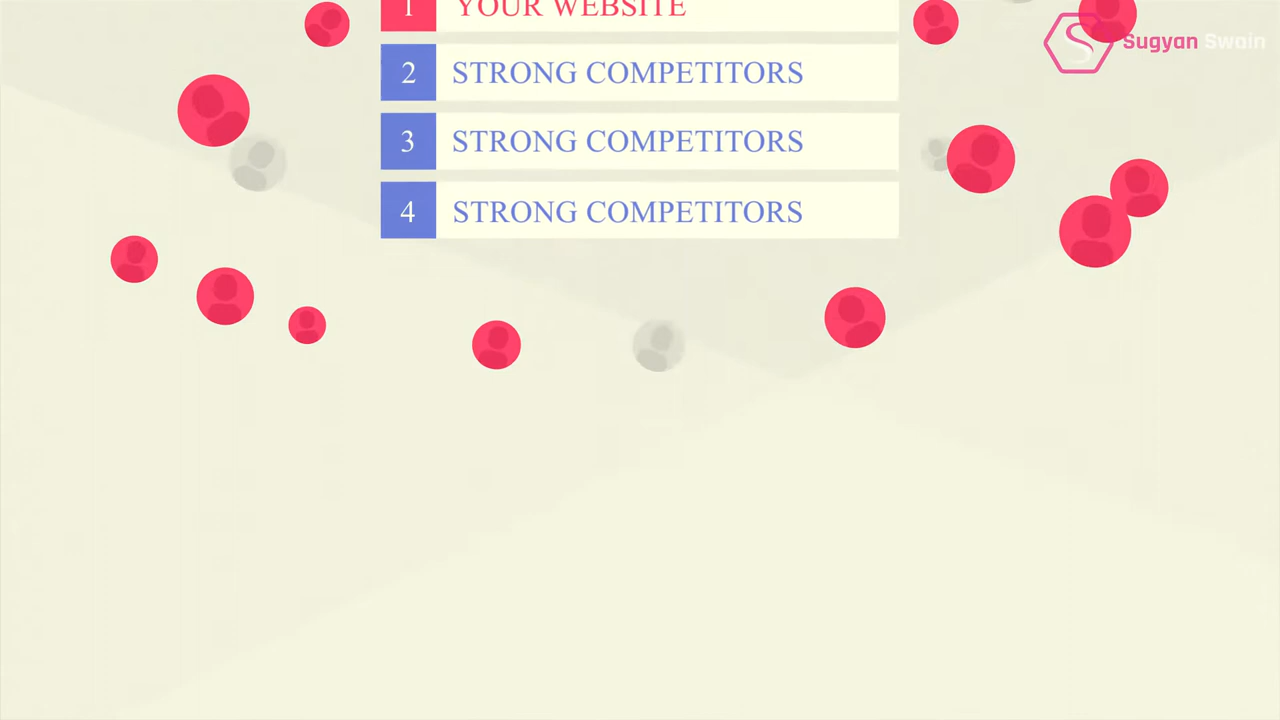 1 YOUR WEBSITE
Sugyan Swain
2 STRONG COMPETITORS
3 STRONG COMPETITORS
4 STRONG COMPETITORS